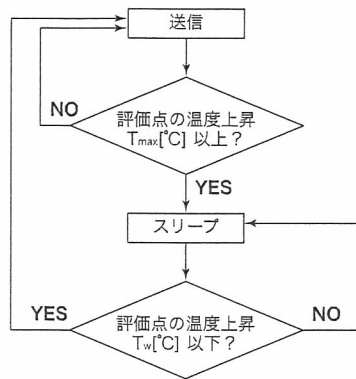 送信
NO
評価点の温度上昇
Tmax[℃] 以上？
YES
スリープ
YES
NO
評価点の温度上昇
Tw[℃] 以下？